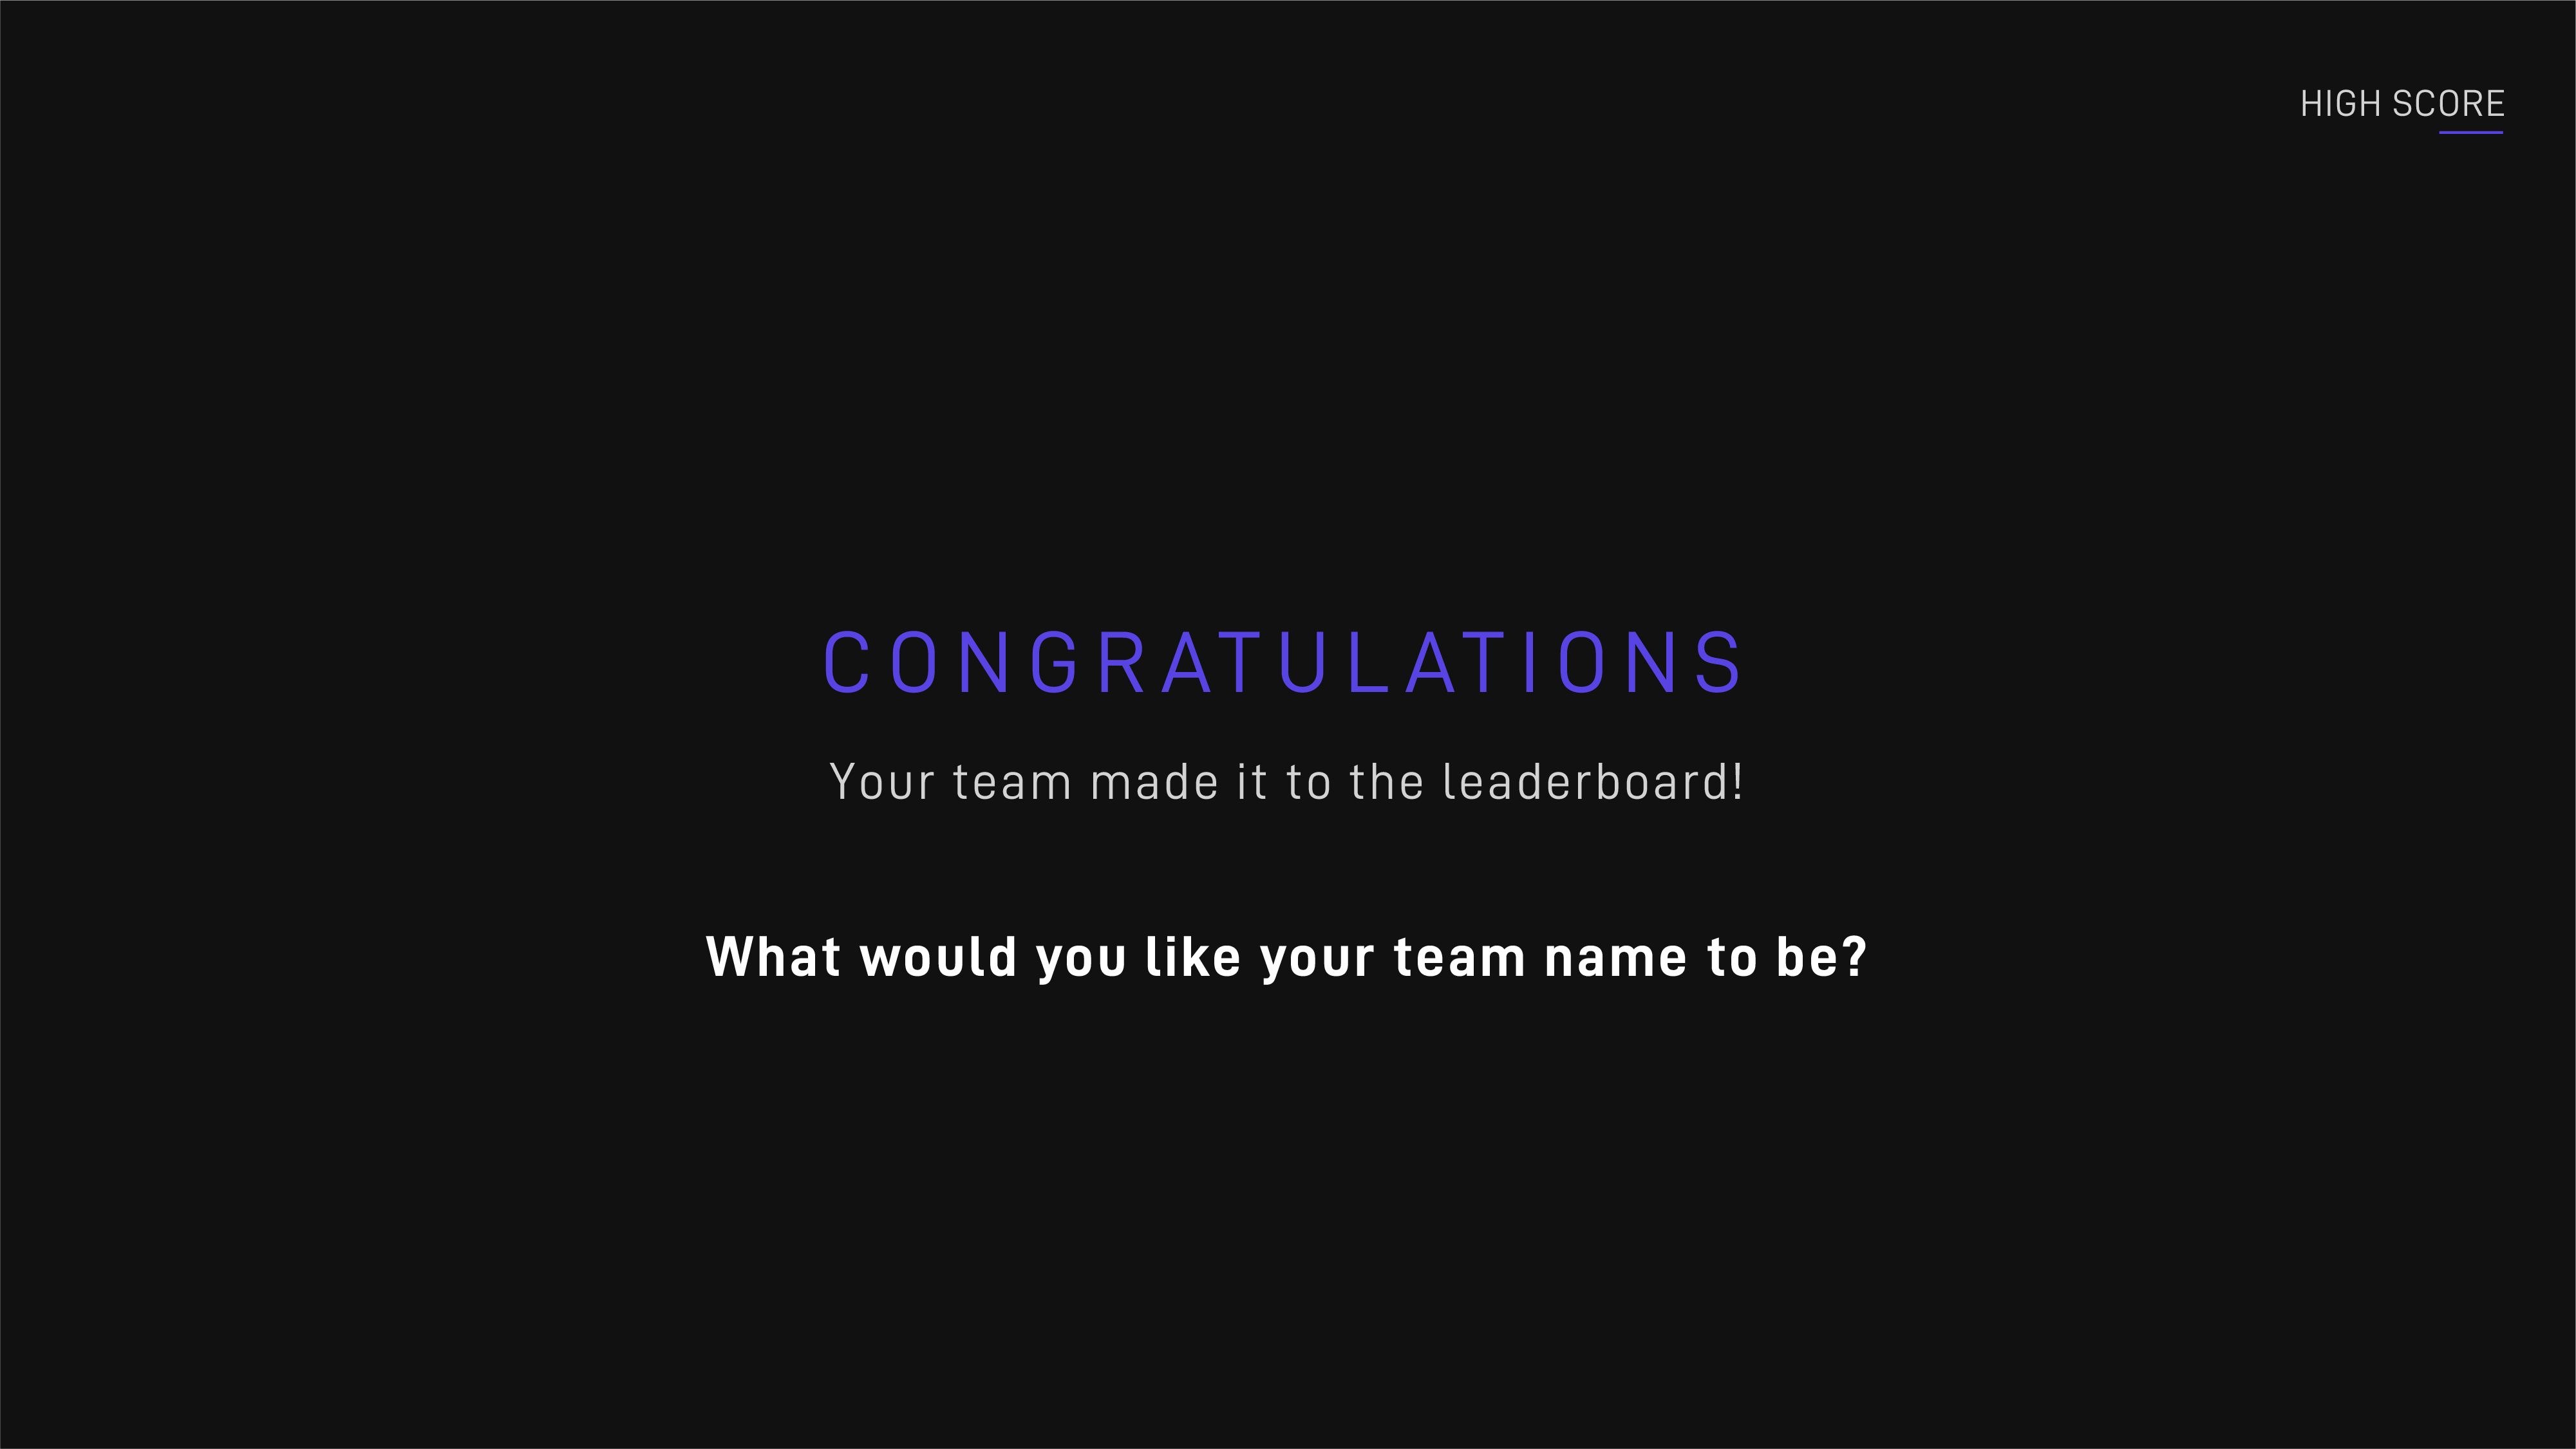 HIGH SCORE
CONGRATULATIONS
Your team made it to the leaderboard!
What would you like your team name to be?